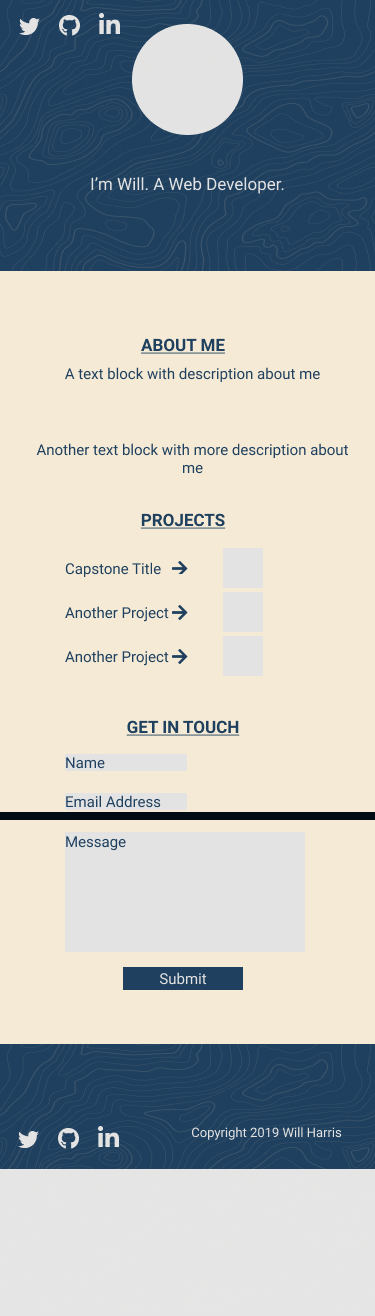 I’m Will. A Web Developer.
ABOUT ME
A text block with description about me
Another text block with more description about
me
PROJECTS
Capstone Title
Another Project
Another Project
GET IN TOUCH
Name
Email Address
Message
Submit
Copyright 2019 Will Harris